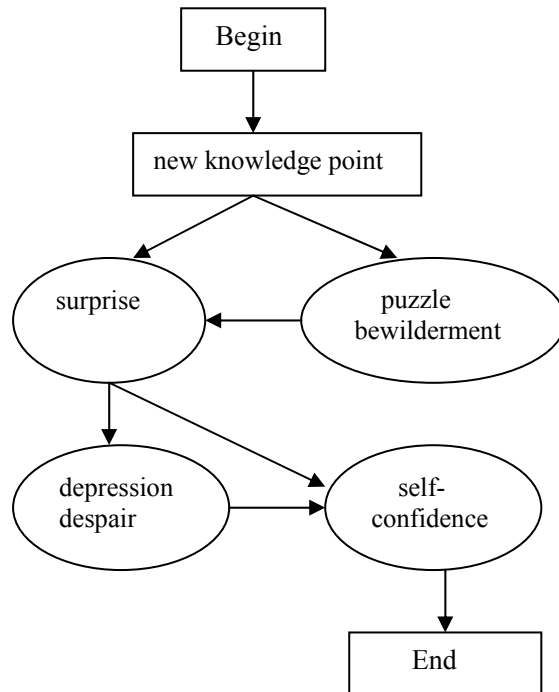 Begin
new knowledge point
surprise
puzzle
bewilderment
depression
despair
self-
confidence
End